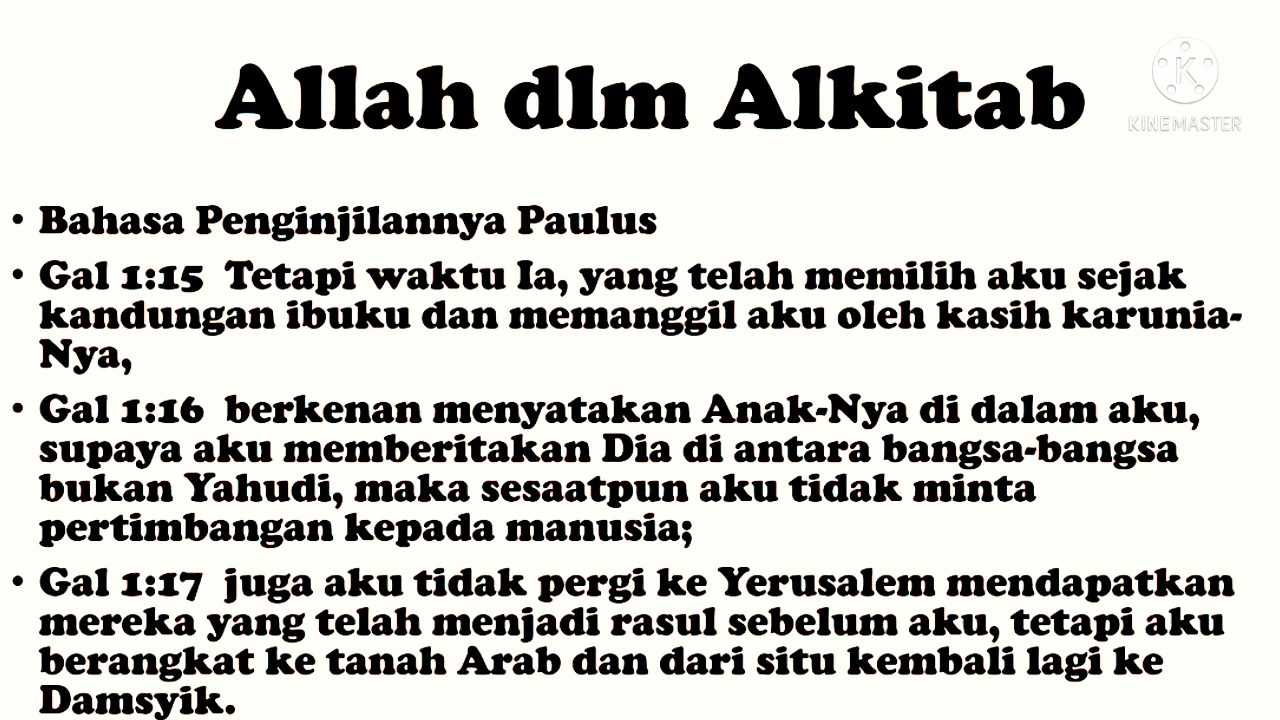 Allah dlm Alkitab
KINEMASTER
• Bahasa Penginjilannya Paulus
• Gal 1:15 Tetapi waktu Ia, yang telah memilih aku sejak
kandungan ibuku dan memanggil aku oleh kasih karunia-
Nya,
• Gal 1:16 berkenan menyatakan Anak-Nya di dalam aku,
supaya aku memberitakan Dia di antara bangsa-bangsa
bukan Yahudi, maka sesaatpun aku tidak minta
pertimbangan kepada manusia;
• Gal 1:17 juga aku tidak pergi ke Yerusalem mendapatkan
mereka yang telah menjadi rasul sebelum aku, tetapi aku
berangkat ke tanah Arab dan dari situ kembali lagi ke
Damsyik.